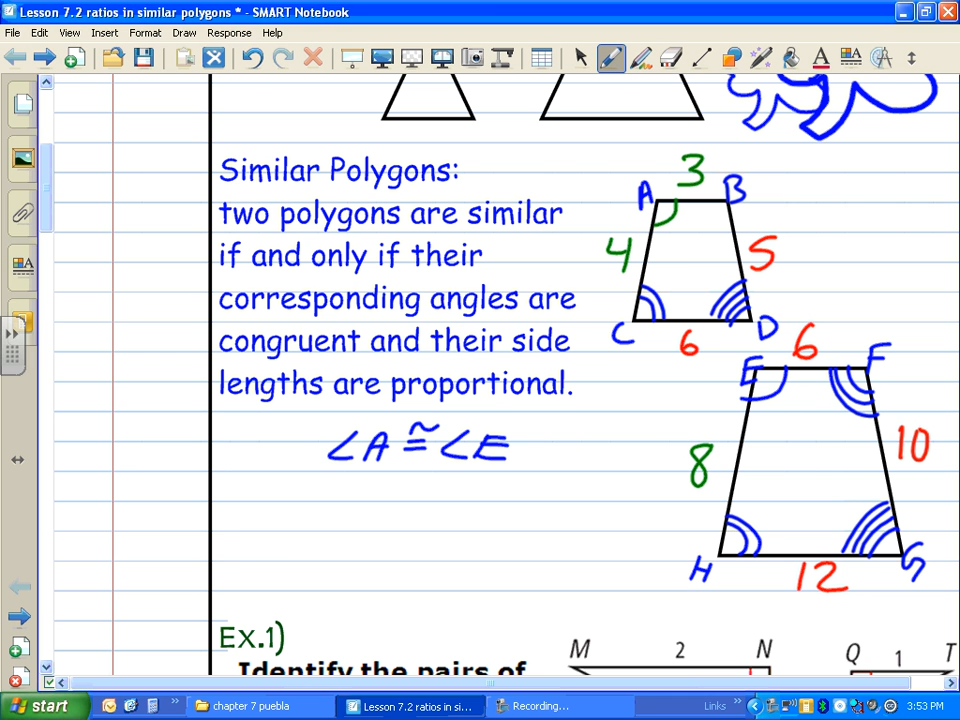 Lesson 7.2 ratios in similar polygons * - SMART Notebook
File Edit View Insert Format Draw Response Help
Similar Polygons:
two polygons are similar
if and only if their
corresponding angles are
congruent and their side
lengths are proportional.
∠A ≅ ∠E
3
A B
4 5
C 6 D
E 6 F
8 10
H 12 G
Ex.1)
Identify the pairs of
M 2 N Q 1 T
start chapter 7 puebla Lesson 7.2 ratios in si... Recording... Links 3:53 PM